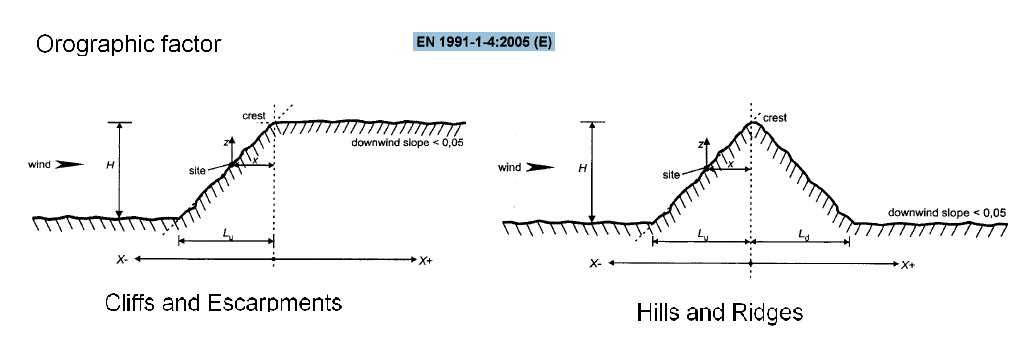 Orographic factor
EN 1991-1-4:2005 (E)
crest
downwind slope < 0,05
wind
H
z
x
site
Lu
X-
X+
Cliffs and Escarpments
crest
wind
H
z
x
site
downwind slope < 0,05
Lu
Ld
X-
X+
Hills and Ridges